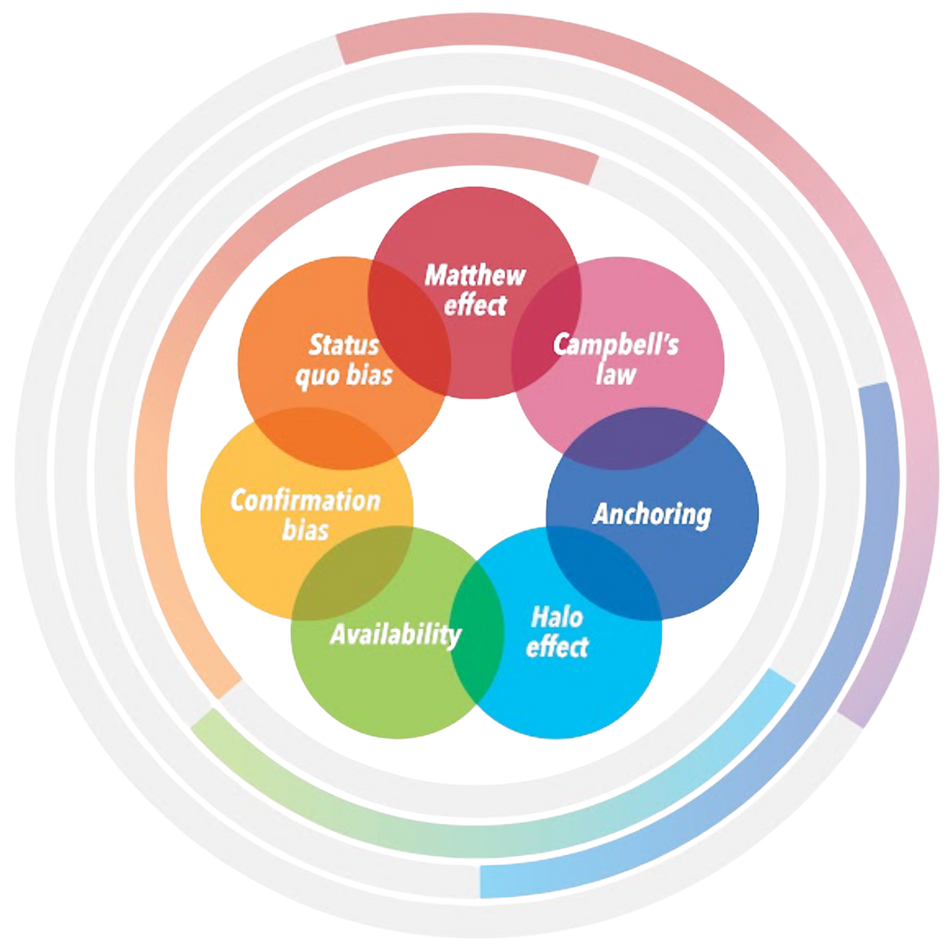 Matthew
effect
Campbell's
law
Anchoring
Halo
effect
Availability
Confirmation
bias
Status
quo bias